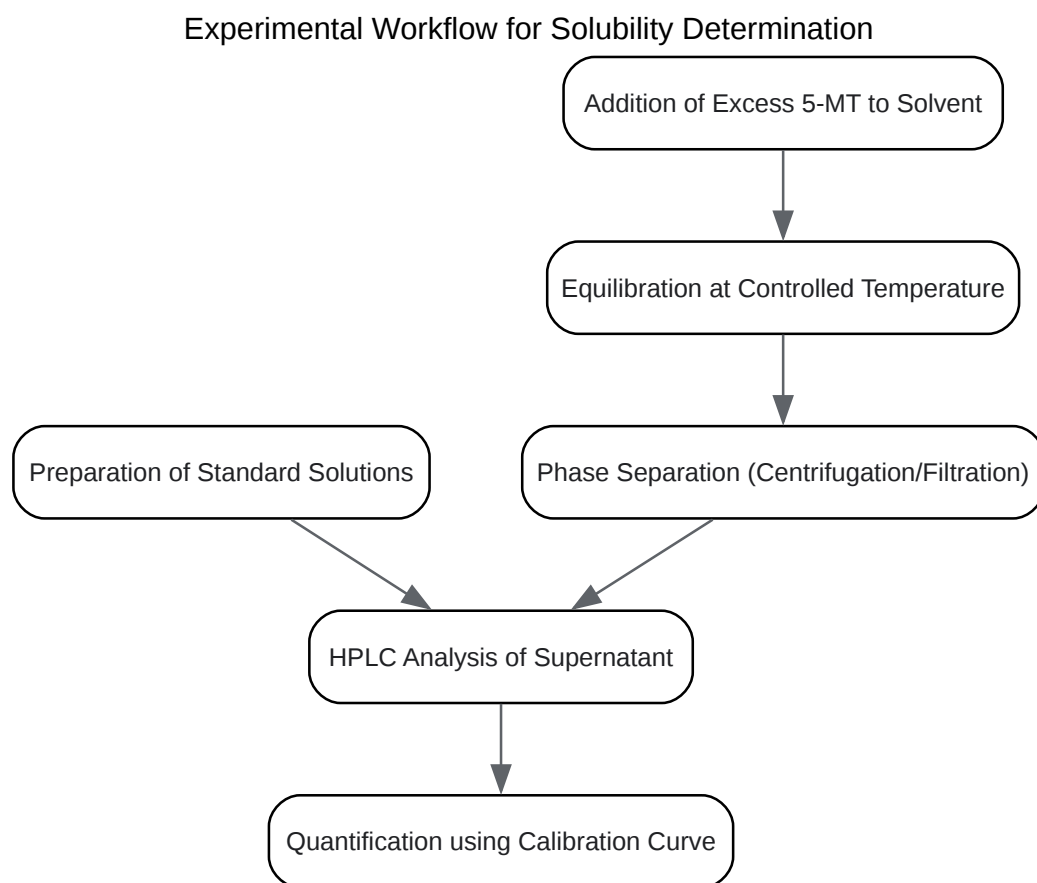 Experimental Workflow for Solubility Determination
Addition of Excess 5-MT to Solvent
Equilibration at Controlled Temperature
Preparation of Standard Solutions
Phase Separation (Centrifugation/Filtration)
HPLC Analysis of Supernatant
Quantification using Calibration Curve